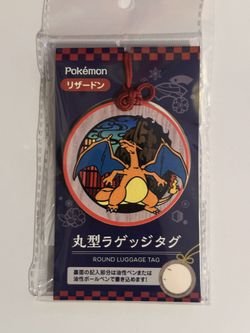 Pokémon
リザードン
丸型ラゲッジタグ
ROUND LUGGAGE TAG
裏面の記入部分は油性ペンまたは
油性ボールペンで書き込めます!